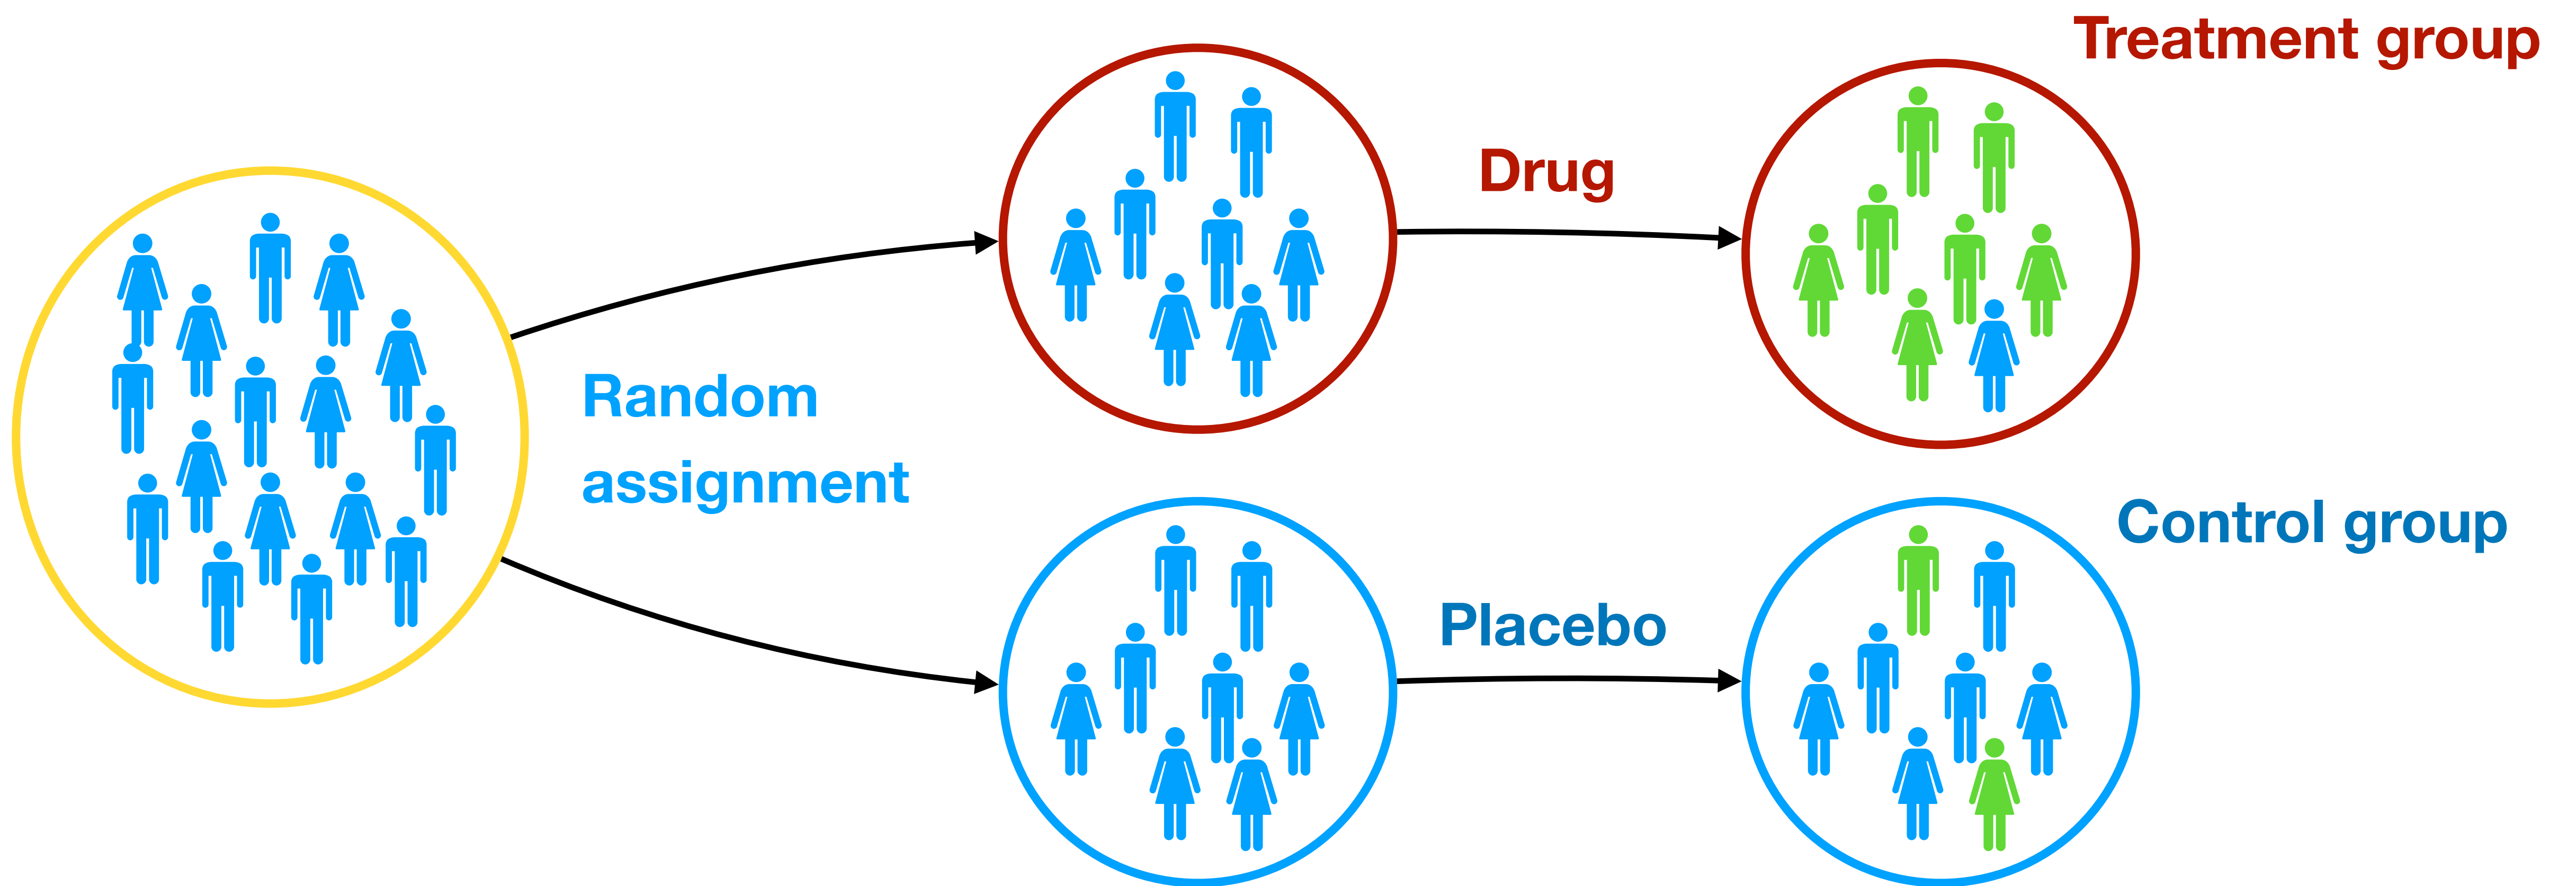 Treatment group
Drug
Random
assignment
Control group
Placebo